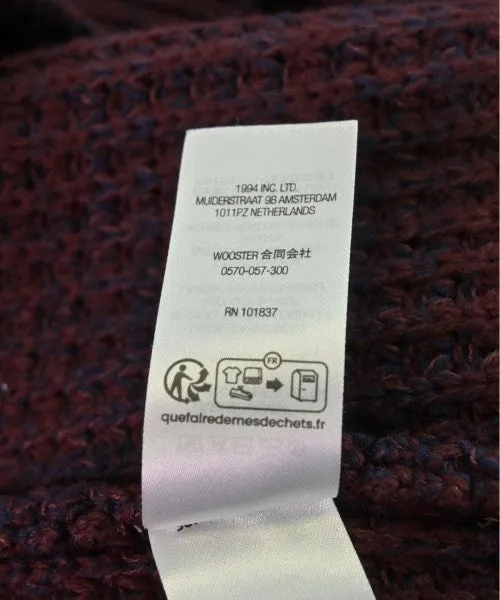 1994 INC. LTD.
MUIDERSTRAAT 9B AMSTERDAM
1011PZ NETHERLANDS
WOOSTER 合同会社
0570-057-300
RN 101837
FR
quefairedemesdechets.fr